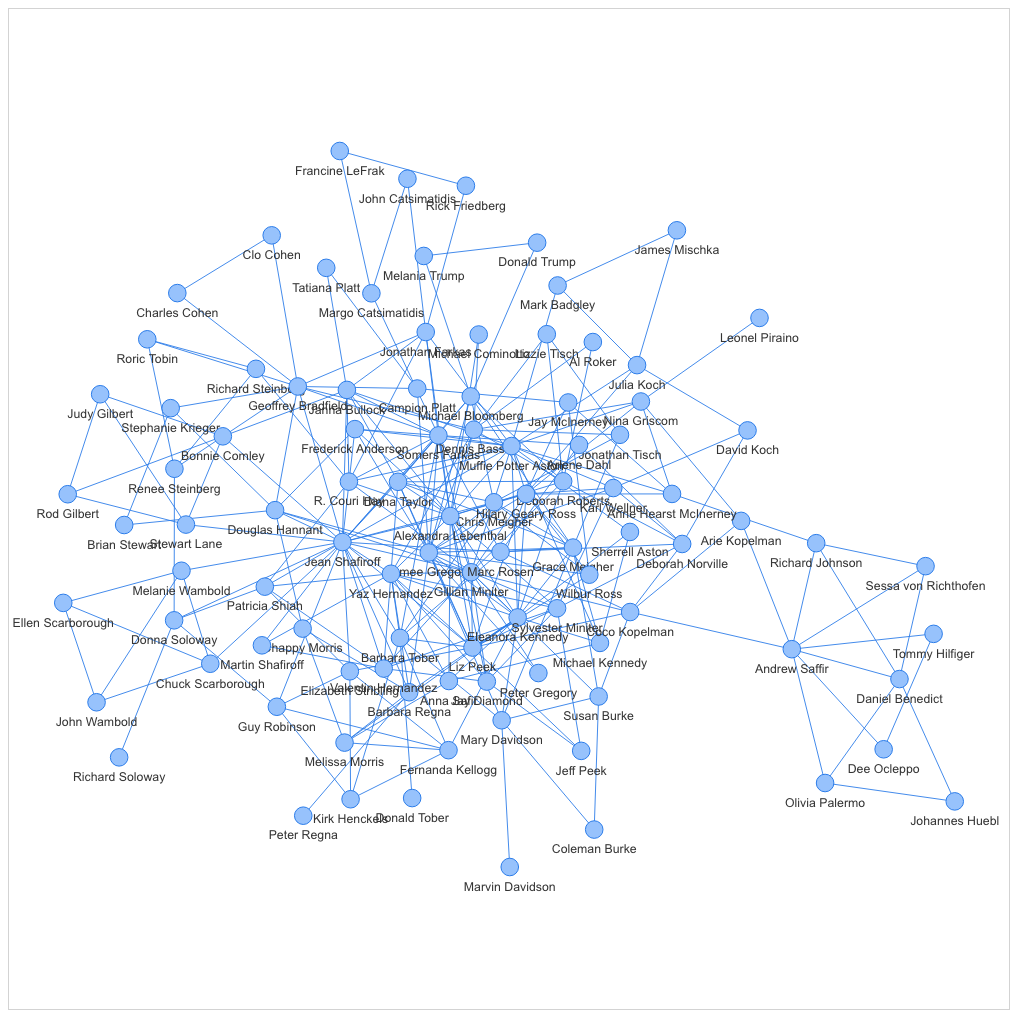 Francine LeFrak
John Catsimatidis
Rick Friedberg
James Mischka
Clo Cohen
Donald Trump
Melania Trump
Tatiana Platt
Mark Badgley
Charles Cohen
Margo Catsimatidis
Leonel Piraino
Jonathan Farkas
Michael Cominotto
Lizzie Tisch
Roric Tobin
Al Roker
Julia Koch
Richard Steinb
Geoffrey Bradfield
Janna Bullock
Campion Platt
Judy Gilbert
Michael Bloomberg
Jay McInerney
Nina Griscom
Stephanie Krieger
Frederick Anderson
Dennis Basso
David Koch
Bonnie Comley
Somers Farkas
Jonathan Tisch
Muffie Potter Aston
Arlene Dahl
Renee Steinberg
R. Couri Hay
Diana Taylor
Deborah Roberts
Karl Wellner
Rod Gilbert
Hilary Geary Ross
Anne Hearst McInerney
Chris Meigher
Douglas Hannant
Alexandra Lebenthal
Brian Stewart
Stewart Lane
Arie Kopelman
Sherrell Aston
Jean Shafiroff
Deborah Norville
Richard Johnson
Grace Meigher
Marc Rosen
Sessa von Richthofen
Melanie Wambold
Yaz Hernandez
Gillian Miniter
Wilbur Ross
Patricia Shiah
Ellen Scarborough
Sylvester Miniter
Coco Kopelman
Eleanora Kennedy
Donna Soloway
happy Morris
Tommy Hilfiger
Barbara Tober
Michael Kennedy
Martin Shafiroff
Liz Peek
Andrew Saffir
Chuck Scarborough
Valentin Hernandez
Elizabeth Stribling
Peter Gregory
Daniel Benedict
Anna Safir
Jay Diamond
Barbara Regna
Susan Burke
John Wambold
Guy Robinson
Mary Davidson
Melissa Morris
Fernanda Kellogg
Jeff Peek
Dee Ocleppo
Richard Soloway
Olivia Palermo
Kirk Henckels
Donald Tober
Johannes Huebl
Peter Regna
Coleman Burke
Marvin Davidson